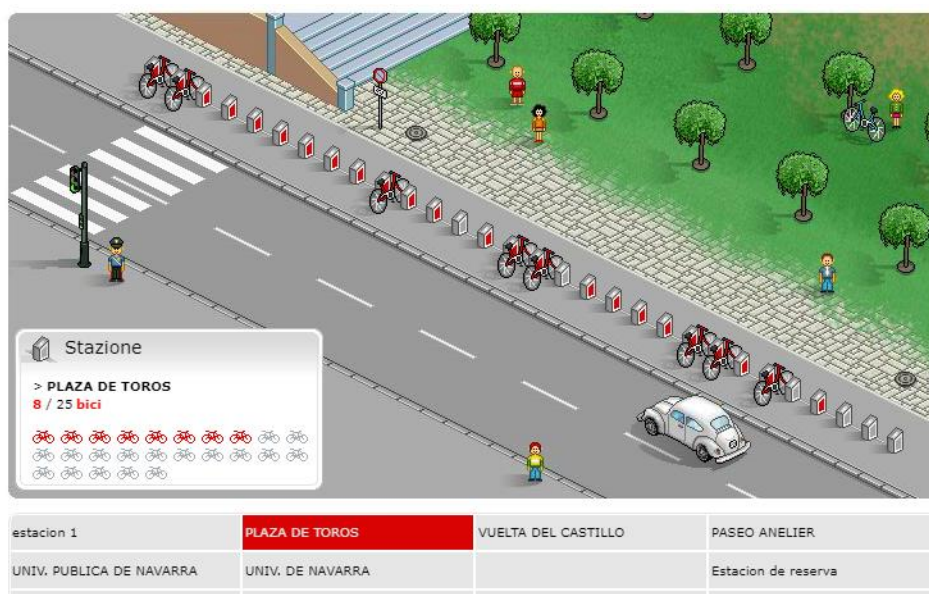 Stazione
> PLAZA DE TOROS
8 / 25 bici
estacion 1
PLAZA DE TOROS
VUELTA DEL CASTILLO
PASEO ANELIER
UNIV. PUBLICA DE NAVARRA
UNIV. DE NAVARRA
Estacion de reserva